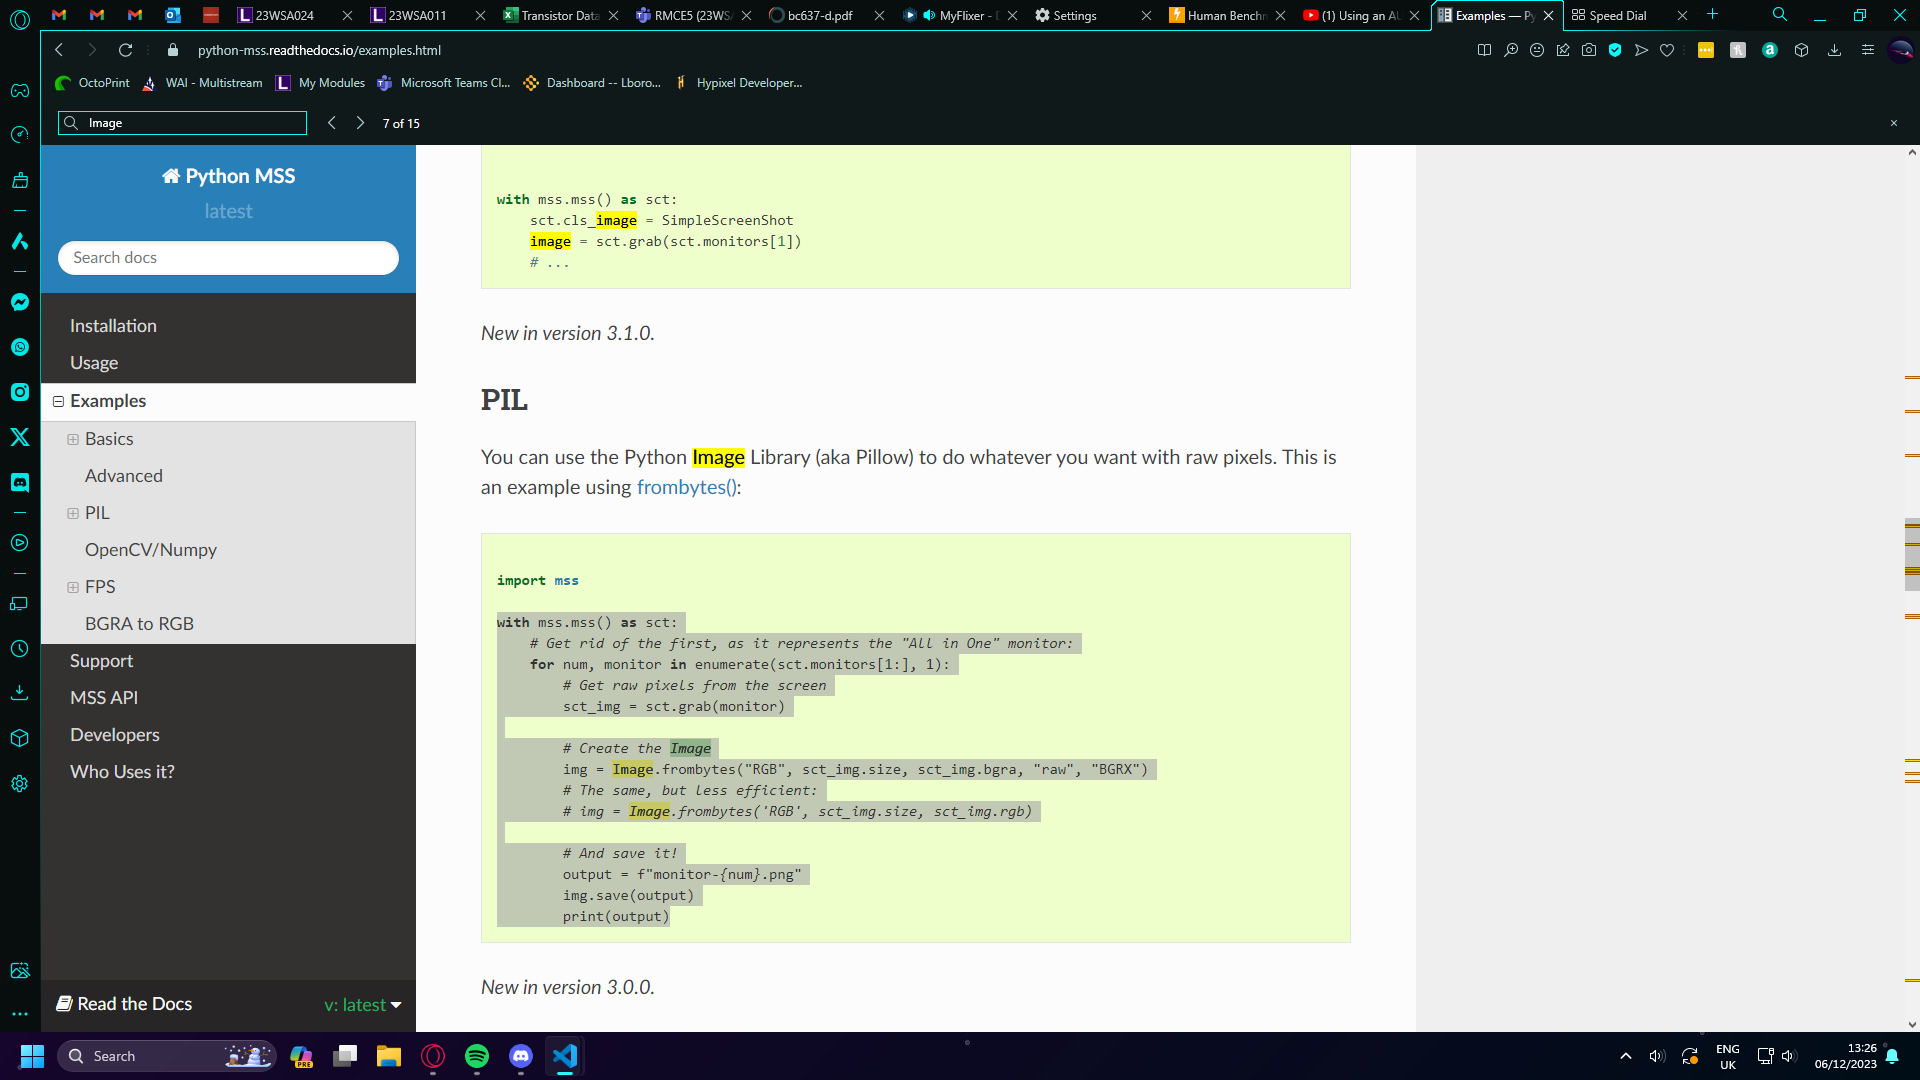 23WSA024
23WSA011
Transistor Data
RMCE5 (23WSA
bc637-d.pdf
MyFlixer - D
Settings
Human Benchm
(1) Using an AU
Examples — Py
Speed Dial
python-mss.readthedocs.io/examples.html
OctoPrint
WAI - Multistream
My Modules
Microsoft Teams Cl...
Dashboard -- Lboro...
Hypixel Developer...
Image
7 of 15
Python MSS
latest
Search docs
Installation
Usage
Examples
Basics
Advanced
PIL
OpenCV/Numpy
FPS
BGRA to RGB
Support
MSS API
Developers
Who Uses it?
Read the Docs
v: latest
with mss.mss() as sct:
sct.cls_image = SimpleScreenShot
image = sct.grab(sct.monitors[1])
# ...
New in version 3.1.0.
PIL
You can use the Python Image Library (aka Pillow) to do whatever you want with raw pixels. This is
an example using frombytes():
import mss
with mss.mss() as sct:
# Get rid of the first, as it represents the "All in One" monitor:
for num, monitor in enumerate(sct.monitors[1:], 1):
# Get raw pixels from the screen
sct_img = sct.grab(monitor)
# Create the Image
img = Image.frombytes("RGB", sct_img.size, sct_img.bgra, "raw", "BGRX")
# The same, but less efficient:
# img = Image.frombytes('RGB', sct_img.size, sct_img.rgb)
# And save it!
output = f"monitor-{num}.png"
img.save(output)
print(output)
New in version 3.0.0.
Search
PRE
ENG
UK
13:26
06/12/2023